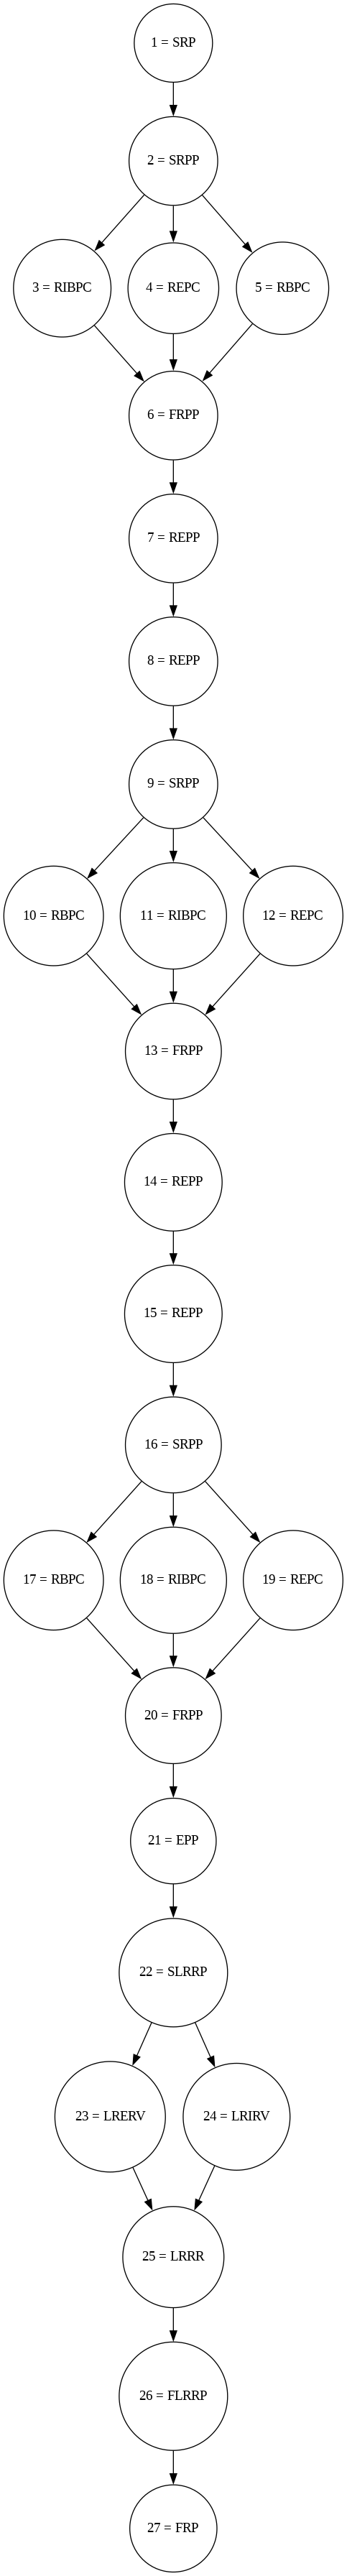 1 = SRP
2 = SRPP
3 = RIBPC
4 = REPC
5 = RBPC
6 = FRPP
7 = REPP
8 = REPP
9 = SRPP
10 = RBPC
11 = RIBPC
12 = REPC
13 = FRPP
14 = REPP
15 = REPP
16 = SRPP
17 = RBPC
18 = RIBPC
19 = REPC
20 = FRPP
21 = EPP
22 = SLRRP
23 = LRERV
24 = LRIRV
25 = LRRR
26 = FLRRP
27 = FRP